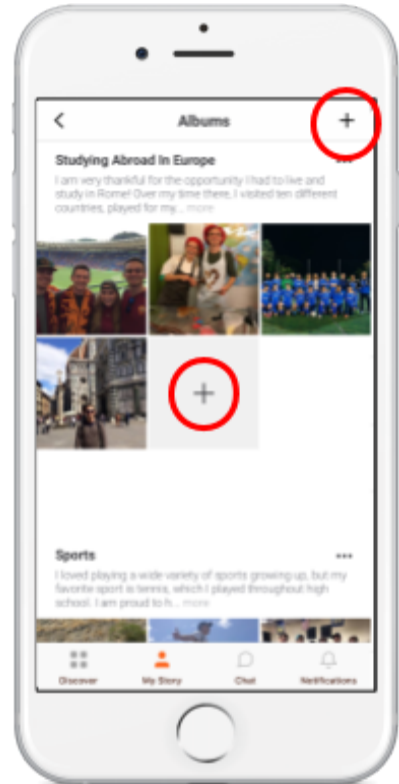 Albums
Studying Abroad In Europe
I am very thankful for the opportunity I had to live and
study in Rome! Over my time there, I visited ten different
countries, played for my... more
Sports
I loved playing a wide variety of sports growing up, but my
favorite sport is tennis, which I played throughout high
school. I am proud to h... more
Discover
My Story
Chat
Notifications